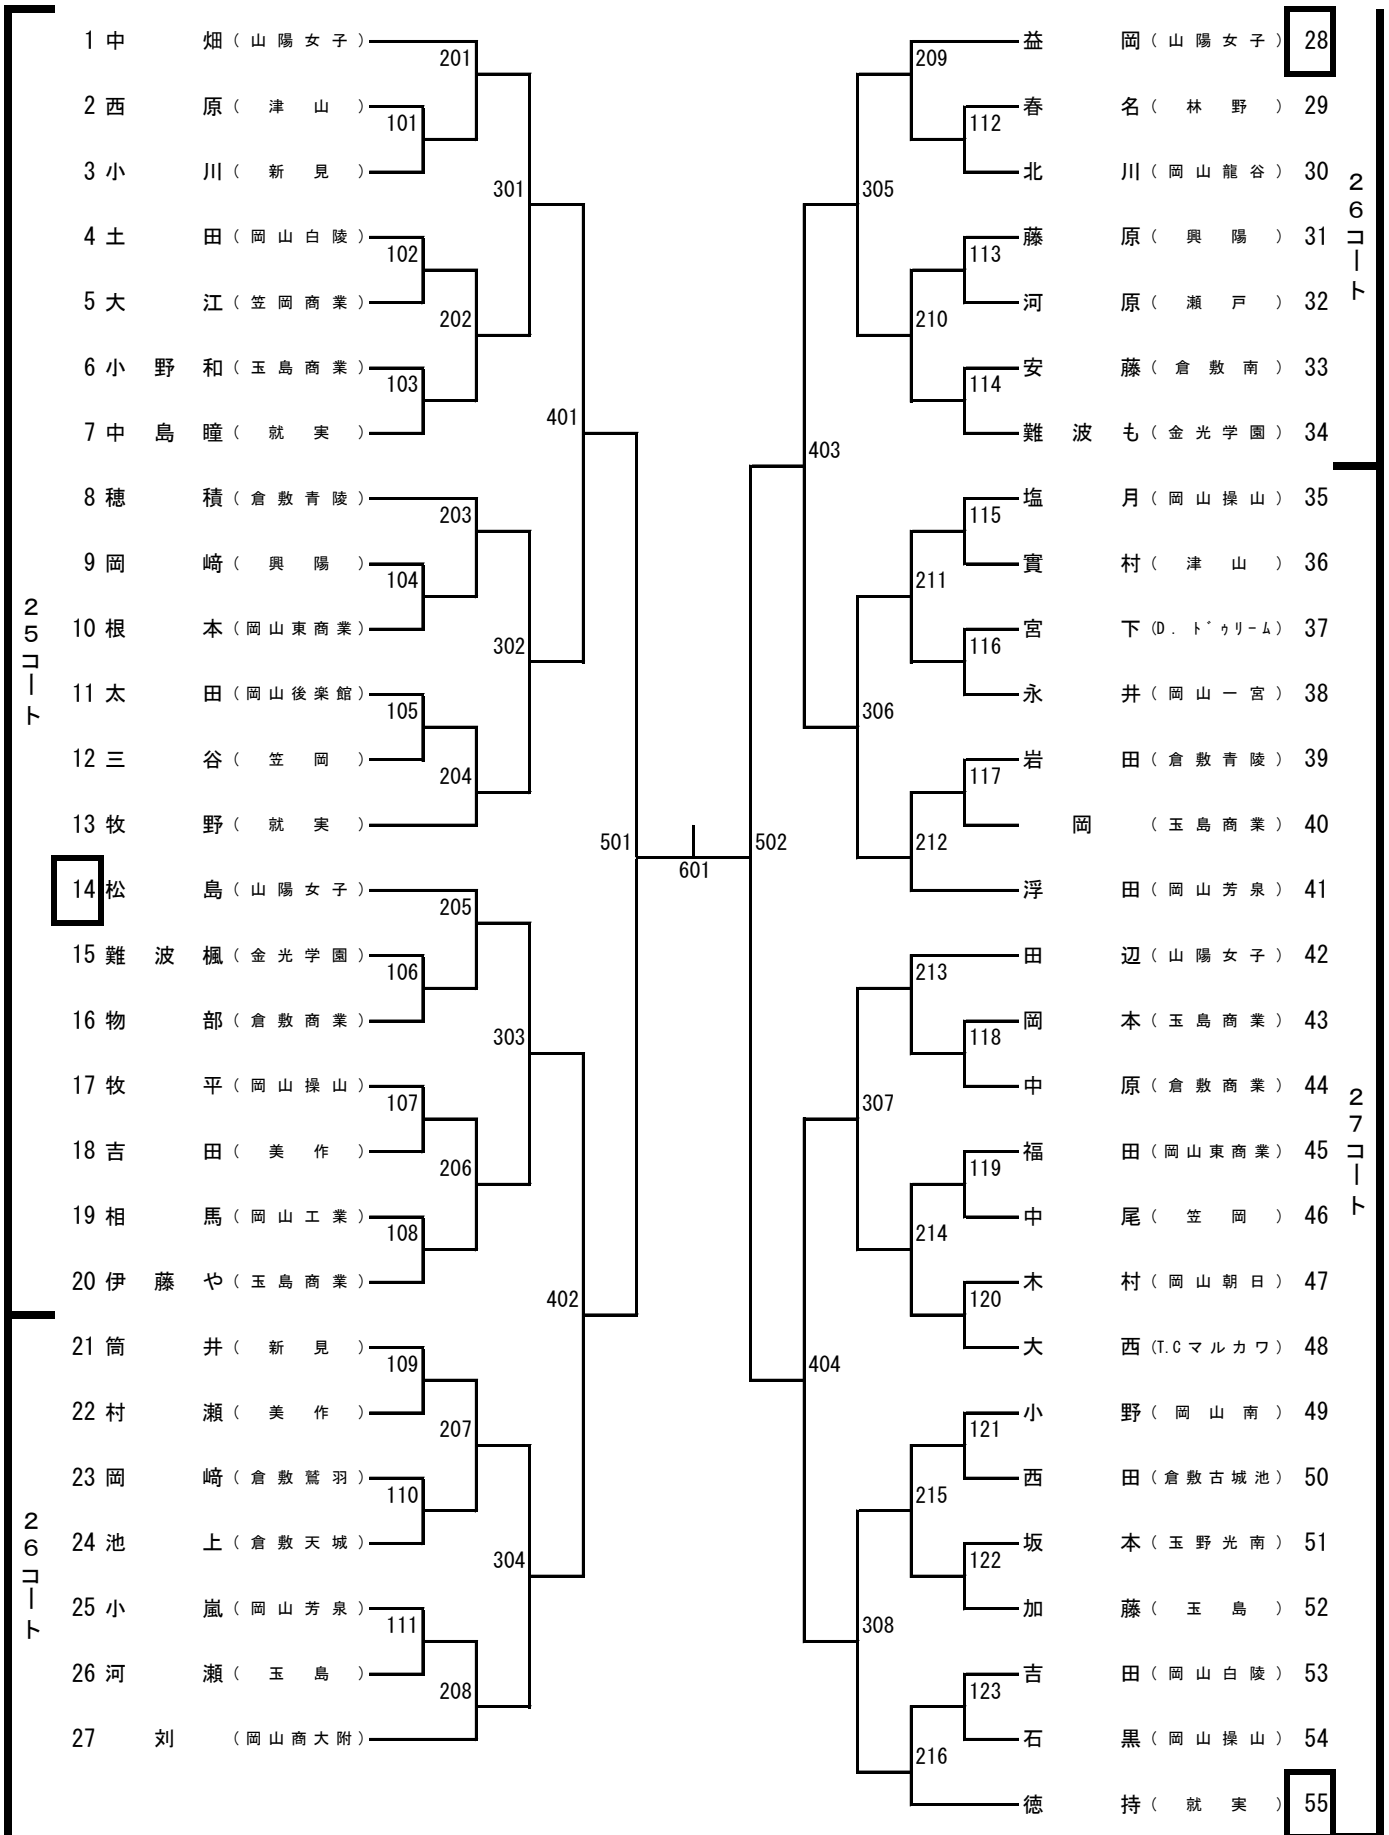 1 中畑 (山陽女子)
201
2 西原 (津山)
101
3 小川 (新見)
301
4 土田 (岡山白陵)
102
5 大江 (笠岡商業)
202
6 小野和 (玉島商業)
103
7 中島瞳 (就実)
401
8 穂積 (倉敷青陵)
203
9 岡﨑 (興陽)
104
10 根本 (岡山東商業)
302
11 太田 (岡山後楽館)
105
12 三谷 (笠岡)
204
13 牧野 (就実)
501
14 松島 (山陽女子)
205
15 難波楓 (金光学園)
106
16 物部 (倉敷商業)
303
17 牧平 (岡山操山)
107
18 吉田 (美作)
206
19 相馬 (岡山工業)
108
20 伊藤や (玉島商業)
402
21 筒井 (新見)
109
22 村瀬 (美作)
207
23 岡﨑 (倉敷鷲羽)
110
24 池上 (倉敷天城)
304
25 小嵐 (岡山芳泉)
111
26 河瀬 (玉島)
208
27 刘 (岡山商大附)
25コート
26コート
601
益岡 (山陽女子) 28
209
春名 (林野) 29
112
北川 (岡山龍谷) 30
305
藤原 (興陽) 31
113
河原 (瀬戸) 32
210
安藤 (倉敷南) 33
114
難波も (金光学園) 34
403
塩月 (岡山操山) 35
115
實村 (津山) 36
211
宮下 (D．ドゥリーム) 37
116
永井 (岡山一宮) 38
306
岩田 (倉敷青陵) 39
117
岡 (玉島商業) 40
212
502
浮田 (岡山芳泉) 41
田辺 (山陽女子) 42
213
岡本 (玉島商業) 43
118
中原 (倉敷商業) 44
307
福田 (岡山東商業) 45
119
中尾 (笠岡) 46
214
木村 (岡山朝日) 47
120
大西 (T.Cマルカワ) 48
404
小野 (岡山南) 49
121
西田 (倉敷古城池) 50
215
坂本 (玉野光南) 51
122
加藤 (玉島) 52
308
吉田 (岡山白陵) 53
123
石黒 (岡山操山) 54
216
徳持 (就実) 55
26コート
27コート